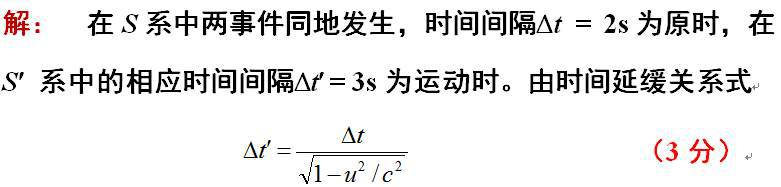 解： 在 S 系中两事件同地发生，时间间隔Δt = 2s 为原时，在
S′ 系中的相应时间间隔Δt′ = 3s 为运动时。由时间延缓关系式
Δt′ = Δt / √(1−u²/c²) （3 分）